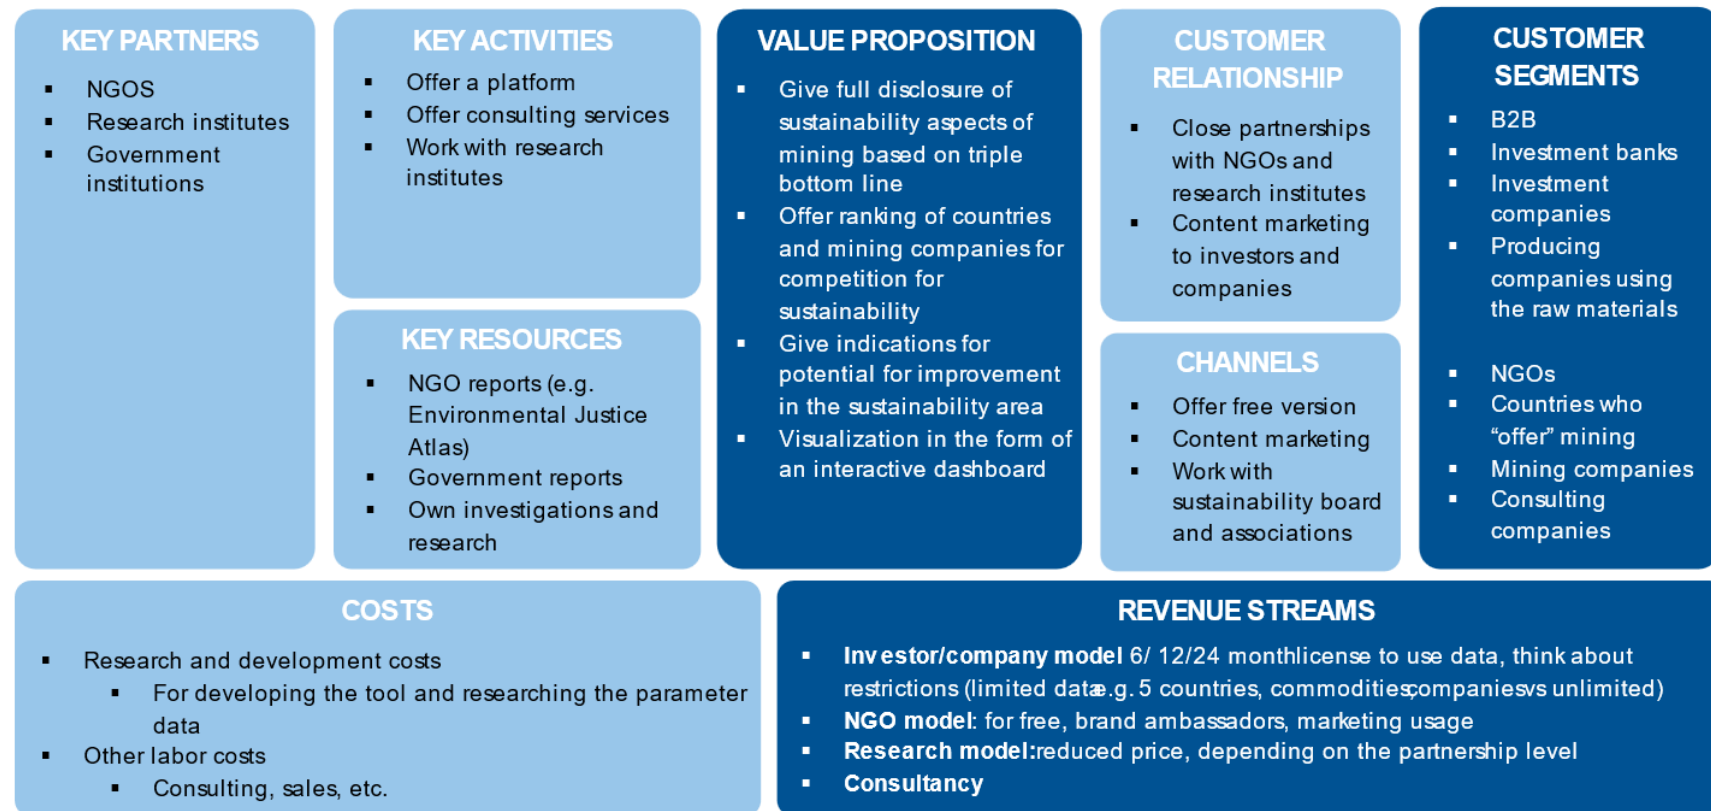 KEY PARTNERS
NGOS
Research institutes
Government
institutions
KEY ACTIVITIES
Offer a platform
Offer consulting services
Work with research
institutes
KEY RESOURCES
NGO reports (e.g.
Environmental Justice
Atlas)
Government reports
Own investigations and
research
VALUE PROPOSITION
Give full disclosure of
sustainability aspects of
mining based on triple
bottom line
Offer ranking of countries
and mining companies for
competition for
sustainability
Give indications for
potential for improvement
in the sustainability area
Visualization in the form of
an interactive dashboard
CUSTOMER
RELATIONSHIP
Close partnerships
with NGOs and
research institutes
Content marketing
to investors and
companies
CHANNELS
Offer free version
Content marketing
Work with
sustainability board
and associations
CUSTOMER
SEGMENTS
B2B
Investment banks
Investment
companies
Producing
companies using
the raw materials
NGOs
Countries who
“offer” mining
Mining companies
Consulting
companies
COSTS
Research and development costs
For developing the tool and researching the parameter
data
Other labor costs
Consulting, sales, etc.
REVENUE STREAMS
Investor/company model 6/ 12/24 monthlicense to use data, think about
restrictions (limited data e.g. 5 countries, commodities, companiesvs unlimited)
NGO model: for free, brand ambassadors, marketing usage
Research model:reduced price, depending on the partnership level
Consultancy